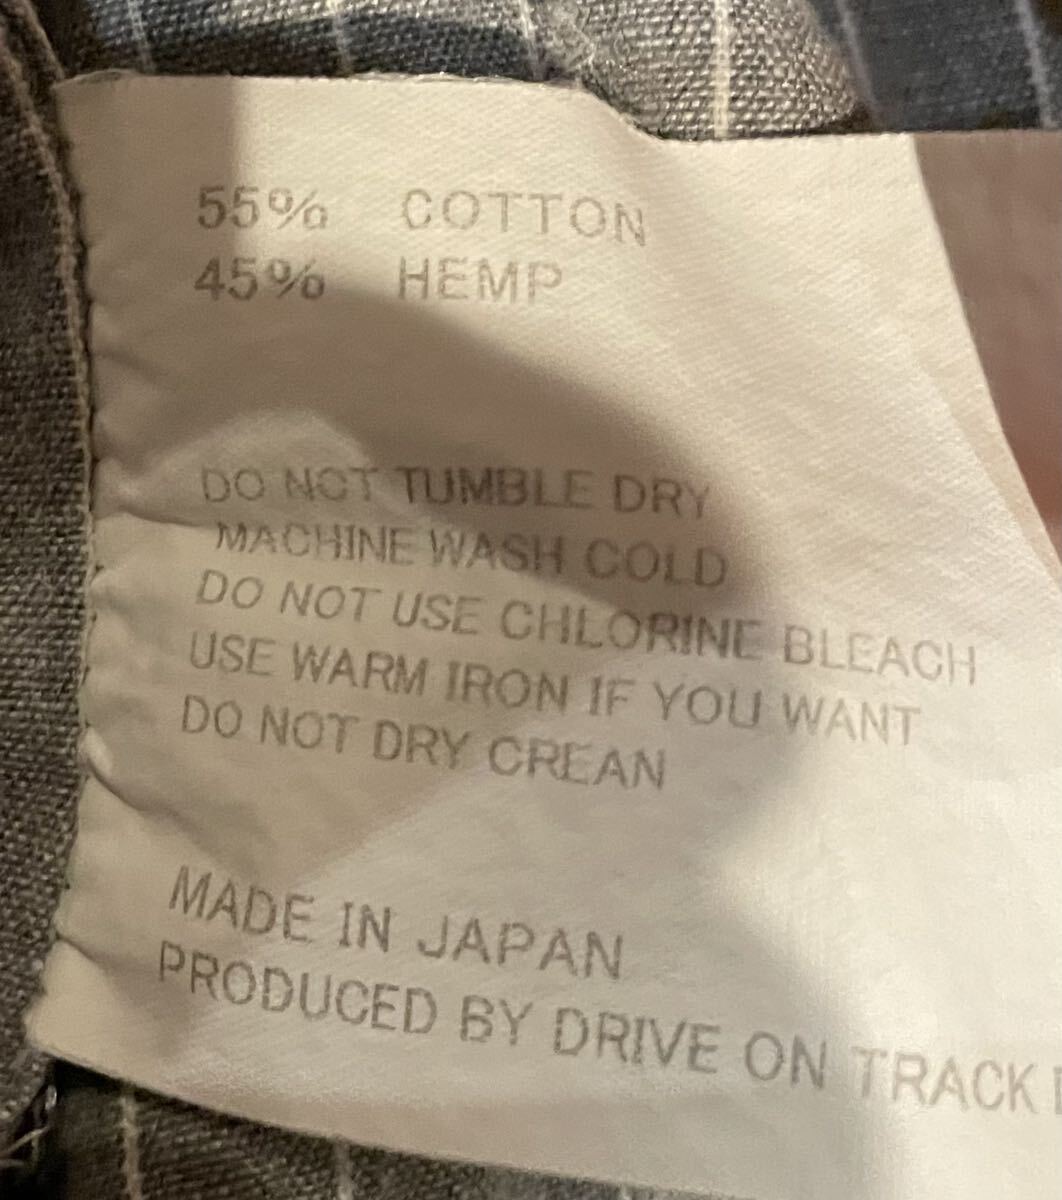 55% COTTON
45% HEMP
DO NOT TUMBLE DRY
MACHINE WASH COLD
DO NOT USE CHLORINE BLEACH
USE WARM IRON IF YOU WANT
DO NOT DRY CREAN
MADE IN JAPAN
PRODUCED BY DRIVE ON TRACK